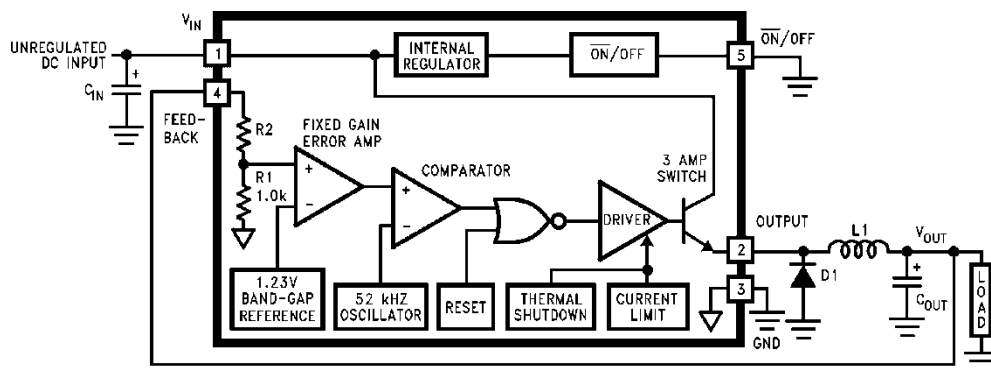 UNREGULATED
DC INPUT
+
C_IN
V_IN
1
4
FEED-
BACK
R2
R1
1.0k
FIXED GAIN
ERROR AMP
+
−
COMPARATOR
+
−
INTERNAL
REGULATOR
O̅N̅/OFF
5
O̅N̅/OFF
3 AMP
SWITCH
DRIVER
1.23V
BAND-GAP
REFERENCE
52 kHZ
OSCILLATOR
RESET
THERMAL
SHUTDOWN
CURRENT
LIMIT
OUTPUT
2
3
GND
D1
L1
V_OUT
+
C_OUT
LOAD